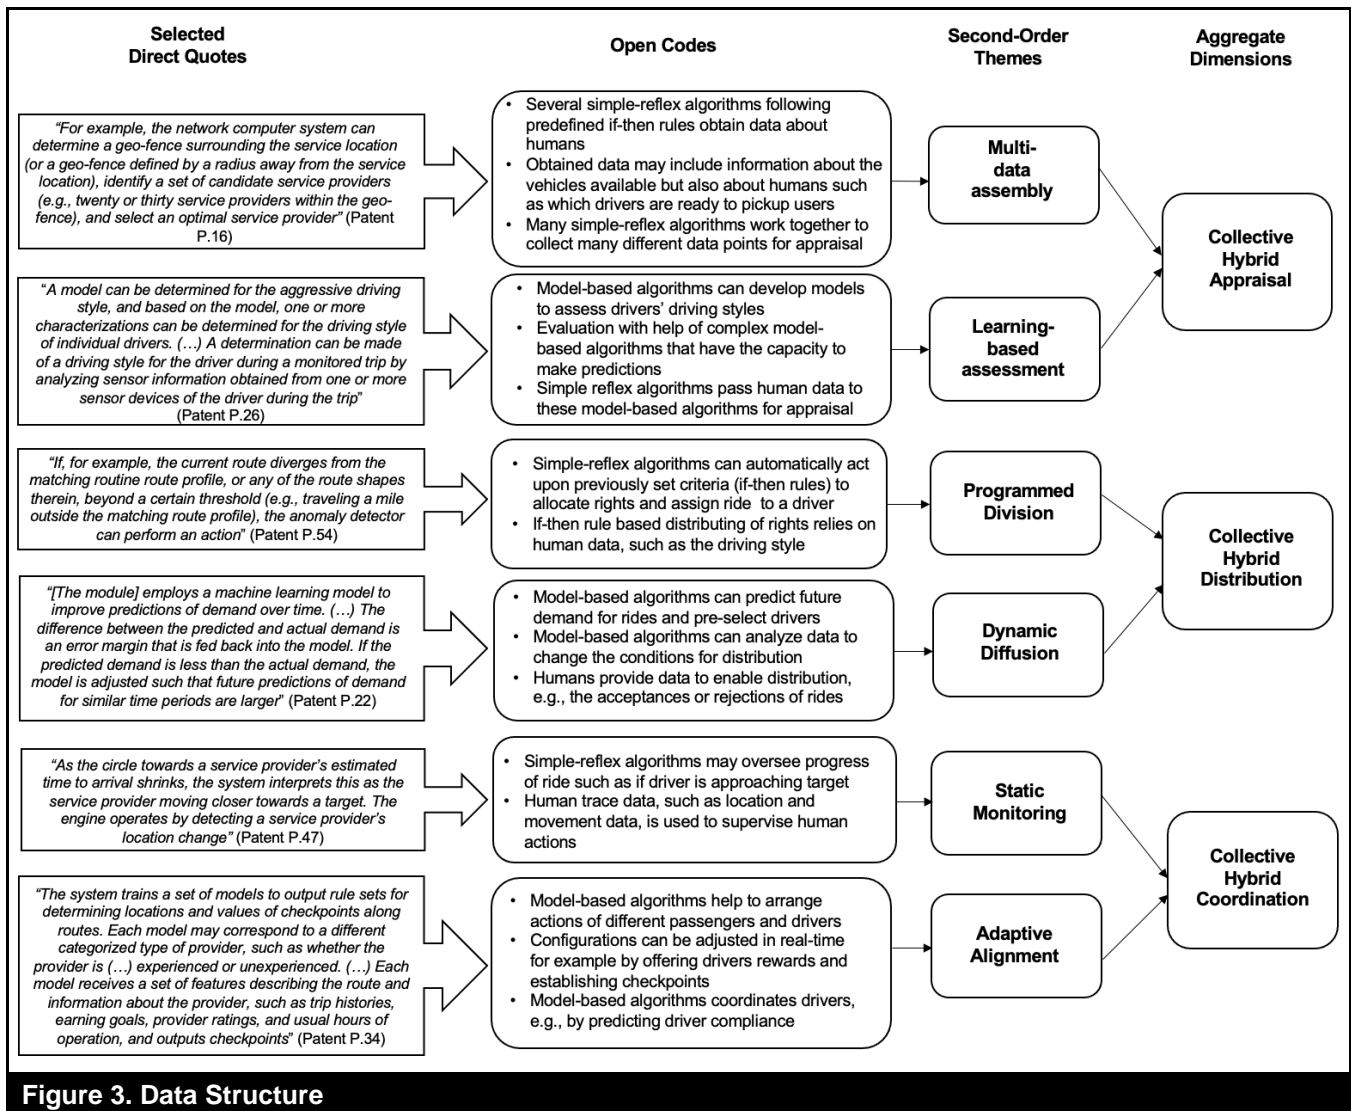 Selected
Direct Quotes
Open Codes
Second-Order
Themes
Aggregate
Dimensions
“For example, the network computer system can
determine a geo-fence surrounding the service location
(or a geo-fence defined by a radius away from the service
location), identify a set of candidate service providers
(e.g., twenty or thirty service providers within the geo-
fence), and select an optimal service provider” (Patent
P.16)
• Several simple-reflex algorithms following
predefined if-then rules obtain data about
humans
• Obtained data may include information about the
vehicles available but also about humans such
as which drivers are ready to pickup users
• Many simple-reflex algorithms work together to
collect many different data points for appraisal
Multi-
data
assembly
Collective
Hybrid
Appraisal
“A model can be determined for the aggressive driving
style, and based on the model, one or more
characterizations can be determined for the driving style
of individual drivers. (…) A determination can be made
of a driving style for the driver during a monitored trip by
analyzing sensor information obtained from one or more
sensor devices of the driver during the trip”
(Patent P.26)
• Model-based algorithms can develop models
to assess drivers’ driving styles
• Evaluation with help of complex model-
based algorithms that have the capacity to
make predictions
• Simple reflex algorithms pass human data to
these model-based algorithms for appraisal
Learning-
based
assessment
“If, for example, the current route diverges from the
matching routine route profile, or any of the route shapes
therein, beyond a certain threshold (e.g., traveling a mile
outside the matching route profile), the anomaly detector
can perform an action” (Patent P.54)
• Simple-reflex algorithms can automatically act
upon previously set criteria (if-then rules) to
allocate rights and assign ride to a driver
• If-then rule based distributing of rights relies on
human data, such as the driving style
Programmed
Division
Collective
Hybrid
Distribution
“[The module] employs a machine learning model to
improve predictions of demand over time. (…) The
difference between the predicted and actual demand is
an error margin that is fed back into the model. If the
predicted demand is less than the actual demand, the
model is adjusted such that future predictions of demand
for similar time periods are larger” (Patent P.22)
• Model-based algorithms can predict future
demand for rides and pre-select drivers
• Model-based algorithms can analyze data to
change the conditions for distribution
• Humans provide data to enable distribution,
e.g., the acceptances or rejections of rides
Dynamic
Diffusion
“As the circle towards a service provider’s estimated
time to arrival shrinks, the system interprets this as the
service provider moving closer towards a target. The
engine operates by detecting a service provider’s
location change” (Patent P.47)
• Simple-reflex algorithms may oversee progress
of ride such as if driver is approaching target
• Human trace data, such as location and
movement data, is used to supervise human
actions
Static
Monitoring
Collective
Hybrid
Coordination
“The system trains a set of models to output rule sets for
determining locations and values of checkpoints along
routes. Each model may correspond to a different
categorized type of provider, such as whether the
provider is (…) experienced or unexperienced. (…) Each
model receives a set of features describing the route and
information about the provider, such as trip histories,
earning goals, provider ratings, and usual hours of
operation, and outputs checkpoints” (Patent P.34)
• Model-based algorithms help to arrange
actions of different passengers and drivers
• Configurations can be adjusted in real-time
for example by offering drivers rewards and
establishing checkpoints
• Model-based algorithms coordinates drivers,
e.g., by predicting driver compliance
Adaptive
Alignment
Figure 3. Data Structure